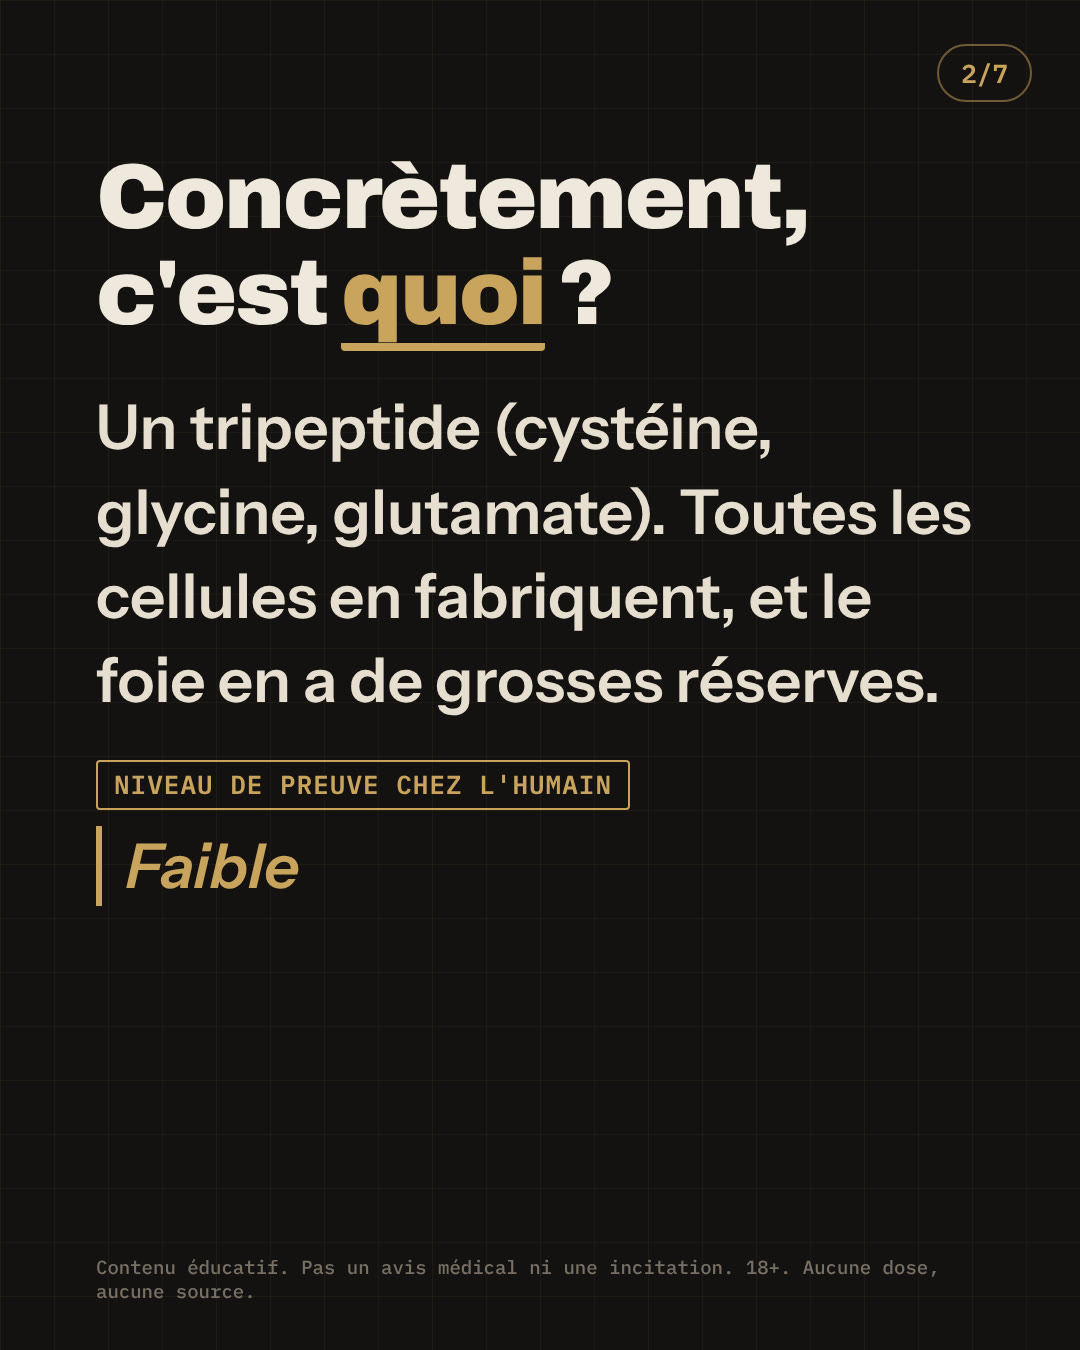 2/7
Concrètement,
c'est quoi ?
Un tripeptide (cystéine,
glycine, glutamate). Toutes les
cellules en fabriquent, et le
foie en a de grosses réserves.
NIVEAU DE PREUVE CHEZ L'HUMAIN
Faible
Contenu éducatif. Pas un avis médical ni une incitation. 18+. Aucune dose,
aucune source.